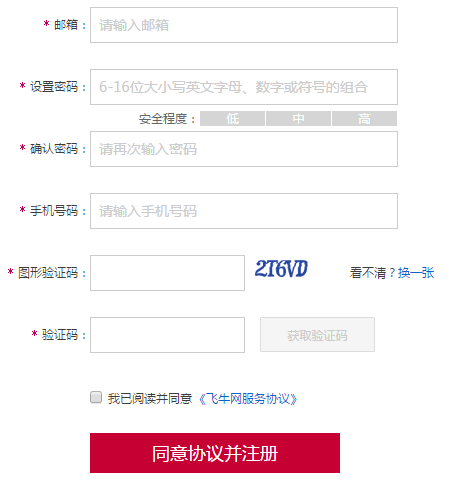 * 邮箱： 请输入邮箱
* 设置密码： 6-16位大小写英文字母、数字或符号的组合
安全程度： 低 中 高
* 确认密码： 请再次输入密码
* 手机号码： 请输入手机号码
* 图形验证码： 2T6VD 看不清？换一张
* 验证码： 获取验证码
我已阅读并同意《飞牛网服务协议》
同意协议并注册